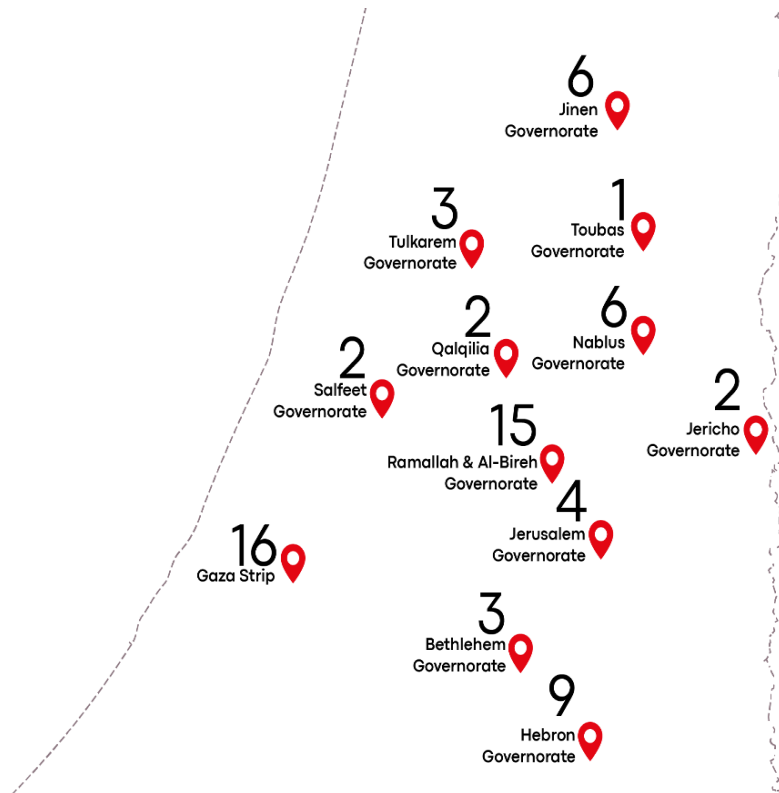 6
Jinen
Governorate
1
Toubas
Governorate
3
Tulkarem
Governorate
6
Nablus
Governorate
2
Qalqilia
Governorate
2
Salfeet
Governorate
2
Jericho
Governorate
15
Ramallah & Al-Bireh
Governorate
4
Jerusalem
Governorate
16
Gaza Strip
3
Bethlehem
Governorate
9
Hebron
Governorate